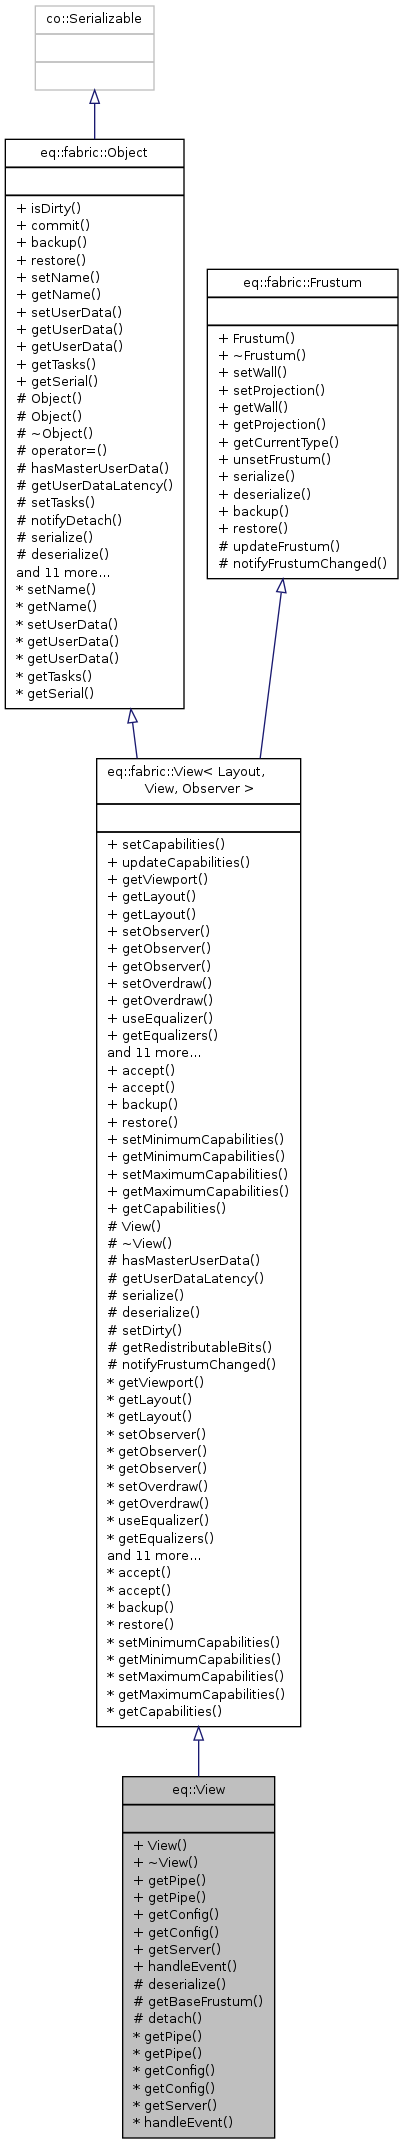 co::Serializable
eq::fabric::Object
+ isDirty()
+ commit()
+ backup()
+ restore()
+ setName()
+ getName()
+ setUserData()
+ getUserData()
+ getUserData()
+ getTasks()
+ getSerial()
# Object()
# Object()
# ~Object()
# operator=()
# hasMasterUserData()
# getUserDataLatency()
# setTasks()
# notifyDetach()
# serialize()
# deserialize()
and 11 more...
* setName()
* getName()
* setUserData()
* getUserData()
* getUserData()
* getTasks()
* getSerial()
eq::fabric::Frustum
+ Frustum()
+ ~Frustum()
+ setWall()
+ setProjection()
+ getWall()
+ getProjection()
+ getCurrentType()
+ unsetFrustum()
+ serialize()
+ deserialize()
+ backup()
+ restore()
# updateFrustum()
# notifyFrustumChanged()
eq::fabric::View< Layout,
View, Observer >
+ setCapabilities()
+ updateCapabilities()
+ getViewport()
+ getLayout()
+ getLayout()
+ setObserver()
+ getObserver()
+ getObserver()
+ setOverdraw()
+ getOverdraw()
+ useEqualizer()
+ getEqualizers()
and 11 more...
+ accept()
+ accept()
+ backup()
+ restore()
+ setMinimumCapabilities()
+ getMinimumCapabilities()
+ setMaximumCapabilities()
+ getMaximumCapabilities()
+ getCapabilities()
# View()
# ~View()
# hasMasterUserData()
# getUserDataLatency()
# serialize()
# deserialize()
# setDirty()
# getRedistributableBits()
# notifyFrustumChanged()
* getViewport()
* getLayout()
* getLayout()
* setObserver()
* getObserver()
* getObserver()
* setOverdraw()
* getOverdraw()
* useEqualizer()
* getEqualizers()
and 11 more...
* accept()
* accept()
* backup()
* restore()
* setMinimumCapabilities()
* getMinimumCapabilities()
* setMaximumCapabilities()
* getMaximumCapabilities()
* getCapabilities()
eq::View
+ View()
+ ~View()
+ getPipe()
+ getPipe()
+ getConfig()
+ getConfig()
+ getServer()
+ handleEvent()
# deserialize()
# getBaseFrustum()
# detach()
* getPipe()
* getPipe()
* getConfig()
* getConfig()
* getServer()
* handleEvent()